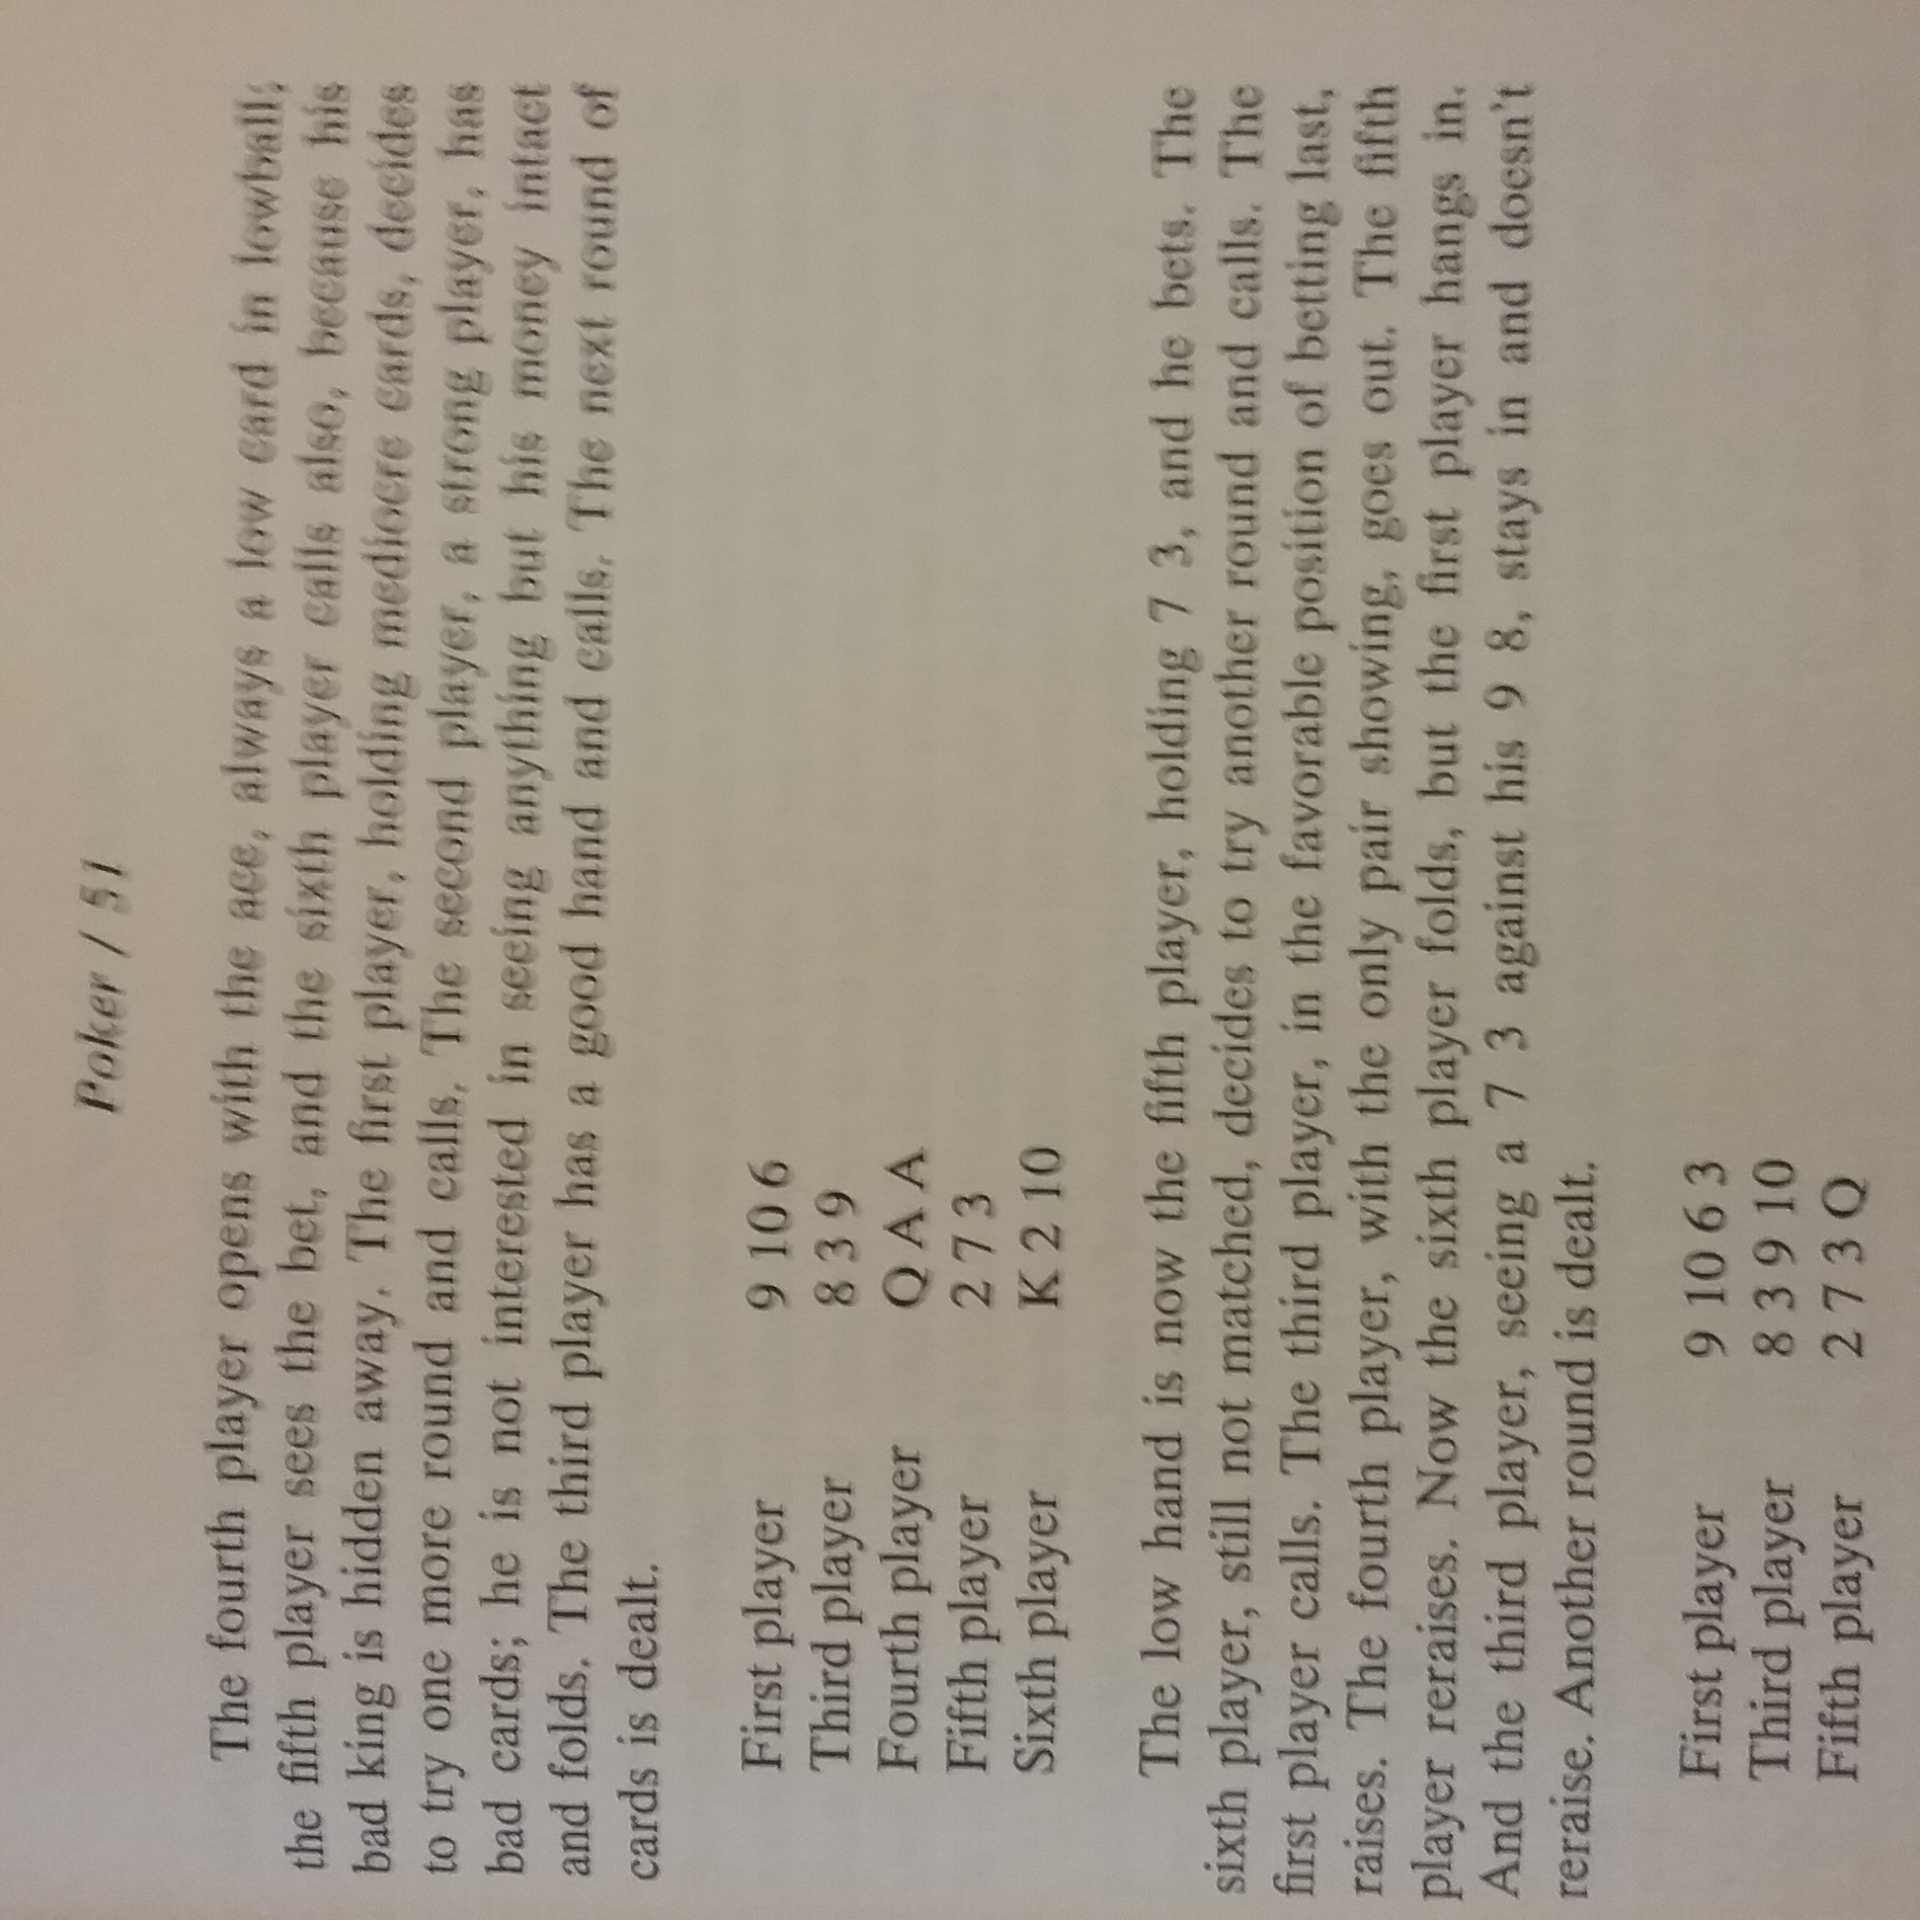 Poker / 51
The fourth player opens with the ace, always a low card in lowball;
the fifth player sees the bet, and the sixth player calls also, because his
bad king is hidden away. The first player, holding mediocre cards, decides
to try one more round and calls. The second player, a strong player, has
bad cards; he is not interested in seeing anything but his money intact
and folds. The third player has a good hand and calls. The next round of
cards is dealt.
First player 9 10 6
Third player 8 3 9
Fourth player Q A A
Fifth player 2 7 3
Sixth player K 2 10
The low hand is now the fifth player, holding 7 3, and he bets. The
sixth player, still not matched, decides to try another round and calls. The
first player calls. The third player, in the favorable position of betting last,
raises. The fourth player, with the only pair showing, goes out. The fifth
player reraises. Now the sixth player folds, but the first player hangs in.
And the third player, seeing a 7 3 against his 9 8, stays in and doesn't
reraise. Another round is dealt.
First player 9 10 6 3
Third player 8 3 9 10
Fifth player 2 7 3 Q